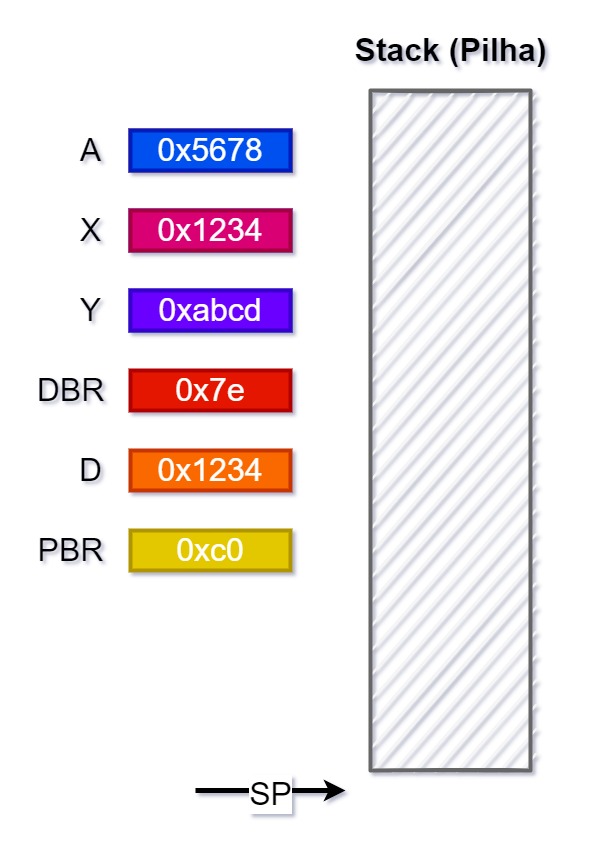 Stack (Pilha)
A 0x5678
X 0x1234
Y 0xabcd
DBR 0x7e
D 0x1234
PBR 0xc0
SP